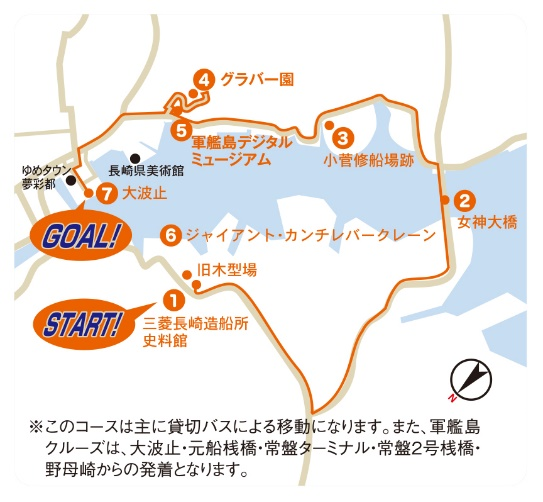 ④ グラバー園
⑤
軍艦島デジタル
ミュージアム
③
小菅修船場跡
長崎県美術館
ゆめタウン
夢彩都
⑦ 大波止
GOAL!
②
女神大橋
⑥ ジャイアント・カンチレバークレーン
旧木型場
START!
①
三菱長崎造船所
史料館
N
※このコースは主に貸切バスによる移動になります。また、軍艦島
クルーズは、大波止・元船桟橋・常盤ターミナル・常盤2号桟橋・
野母崎からの発着となります。